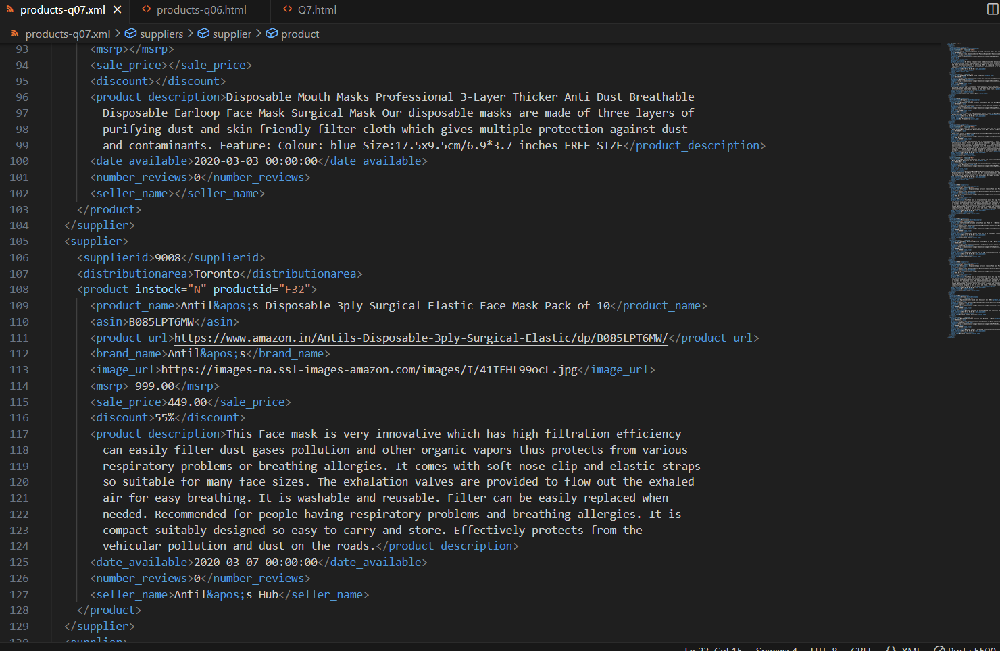 products-q07.xml products-q06.html Q7.html
products-q07.xml > suppliers > supplier > product
93 <msrp></msrp>
94 <sale_price></sale_price>
95 <discount></discount>
96 <product_description>Disposable Mouth Masks Professional 3-Layer Thicker Anti Dust Breathable
97 Disposable Earloop Face Mask Surgical Mask Our disposable masks are made of three layers of
98 purifying dust and skin-friendly filter cloth which gives multiple protection against dust
99 and contaminants. Feature: Colour: blue Size:17.5x9.5cm/6.9*3.7 inches FREE SIZE</product_description>
100 <date_available>2020-03-03 00:00:00</date_available>
101 <number_reviews>0</number_reviews>
102 <seller_name></seller_name>
103 </product>
104 </supplier>
105 <supplier>
106 <supplierid>9008</supplierid>
107 <distributionarea>Toronto</distributionarea>
108 <product instock="N" productid="F32">
109 <product_name>Antil&apos;s Disposable 3ply Surgical Elastic Face Mask Pack of 10</product_name>
110 <asin>B085LPT6MW</asin>
111 <product_url>https://www.amazon.in/Antils-Disposable-3ply-Surgical-Elastic/dp/B085LPT6MW/</product_url>
112 <brand_name>Antil&apos;s</brand_name>
113 <image_url>https://images-na.ssl-images-amazon.com/images/I/41IFHL99ocL.jpg</image_url>
114 <msrp> 999.00</msrp>
115 <sale_price>449.00</sale_price>
116 <discount>55%</discount>
117 <product_description>This Face mask is very innovative which has high filtration efficiency
118 can easily filter dust gases pollution and other organic vapors thus protects from various
119 respiratory problems or breathing allergies. It comes with soft nose clip and elastic straps
120 so suitable for many face sizes. The exhalation valves are provided to flow out the exhaled
121 air for easy breathing. It is washable and reusable. Filter can be easily replaced when
122 needed. Recommended for people having respiratory problems and breathing allergies. It is
123 compact suitably designed so easy to carry and store. Effectively protects from the
124 vehicular pollution and dust on the roads.</product_description>
125 <date_available>2020-03-07 00:00:00</date_available>
126 <number_reviews>0</number_reviews>
127 <seller_name>Antil&apos;s Hub</seller_name>
128 </product>
129 </supplier>
130 <supplier>
Ln 23, Col 15 Spaces: 4 UTF-8 CRLF {} XML Port : 5500